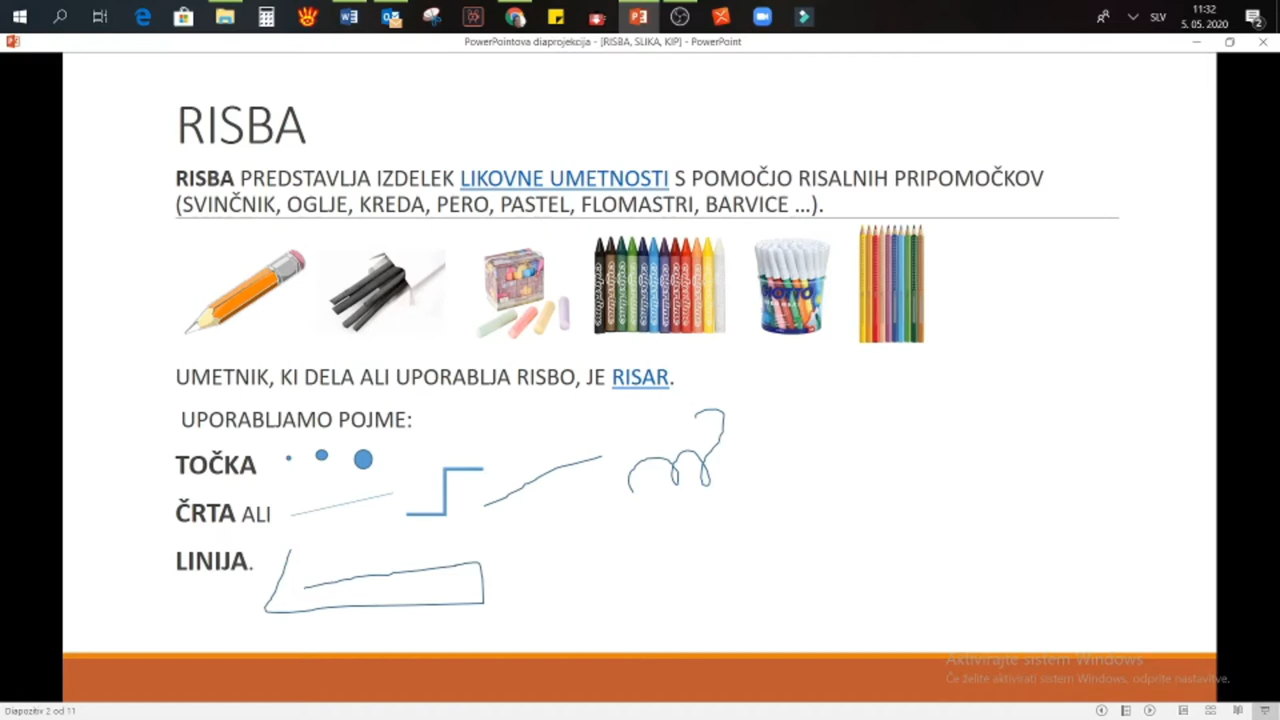 11:32
SLV
5. 05. 2020
2
PowerPointova diaprojekcija - [RISBA, SLIKA, KIP] - PowerPoint
RISBA
RISBA PREDSTAVLJA IZDELEK LIKOVNE UMETNOSTI S POMOČJO RISALNIH PRIPOMOČKOV
(SVINČNIK, OGLJE, KREDA, PERO, PASTEL, FLOMASTRI, BARVICE ...).
UMETNIK, KI DELA ALI UPORABLJA RISBO, JE RISAR.
UPORABLJAMO POJME:
TOČKA
ČRTA ALI
LINIJA.
Aktivirajte sistem Windows
Če želite aktivirati sistem Windows, odprite nastavitve.
Diapozitiv 2 od 11